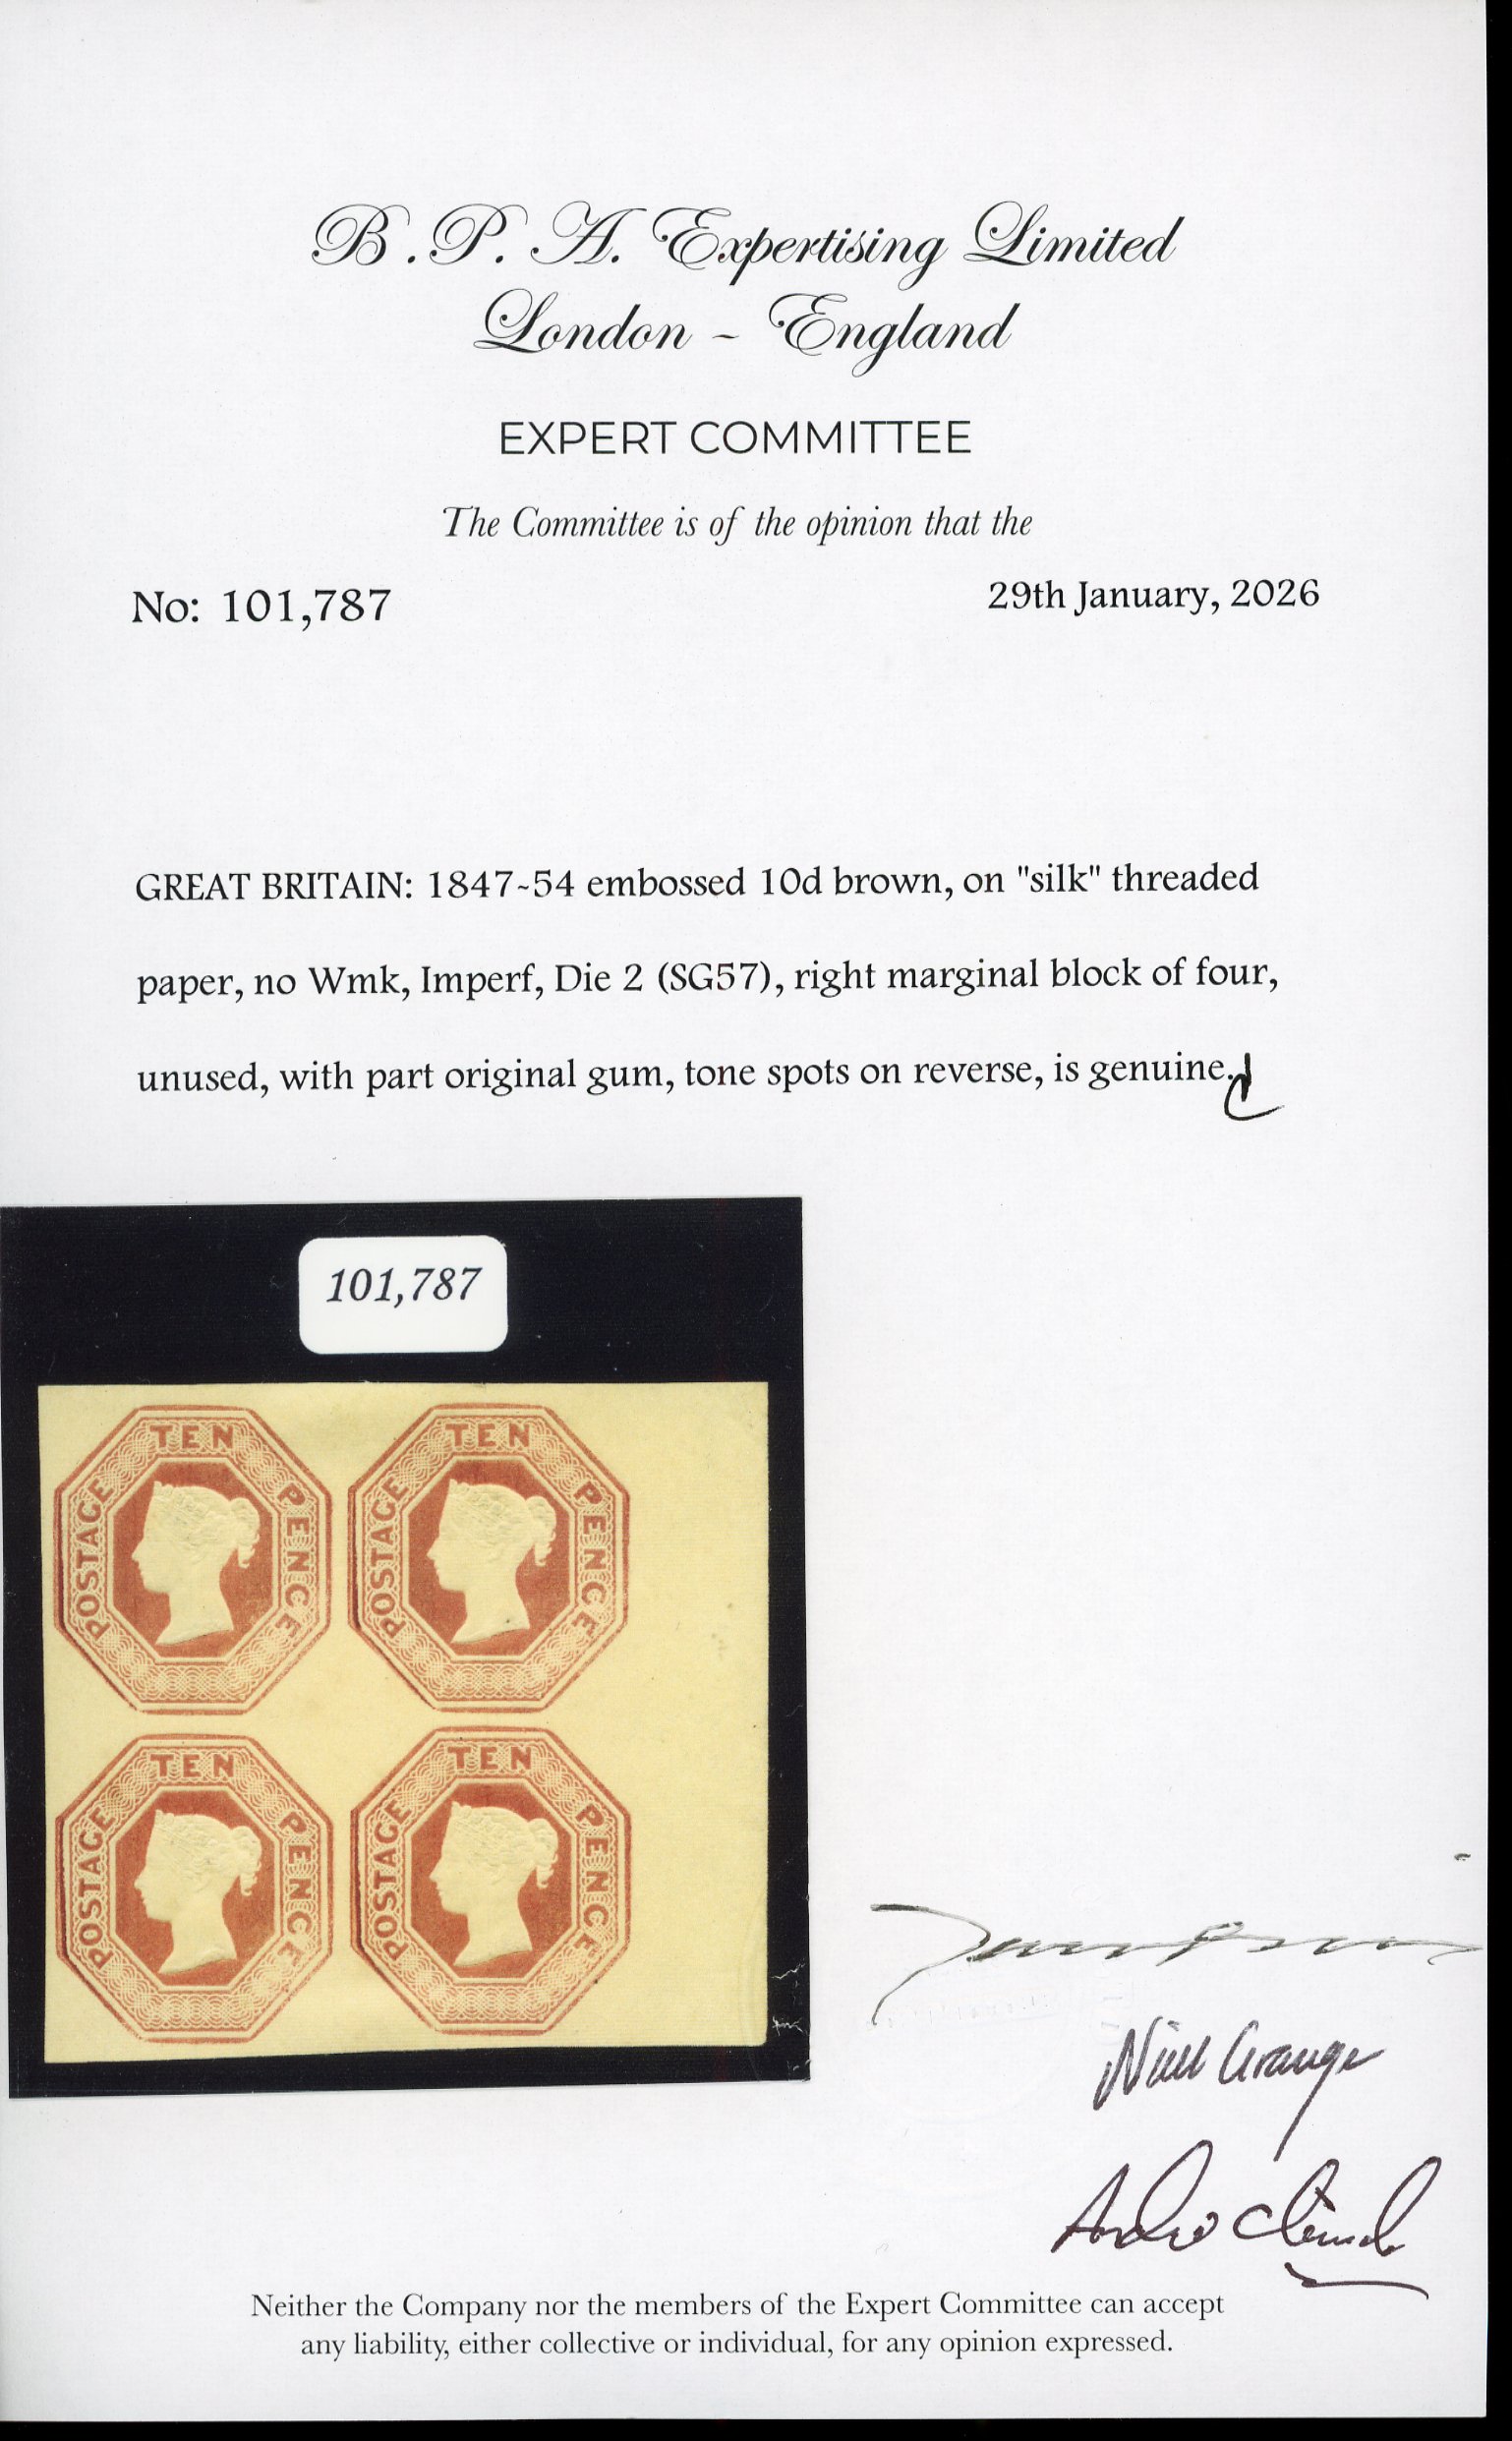 B.P.A. Expertising Limited
London - England
EXPERT COMMITTEE
The Committee is of the opinion that the
No: 101,787
29th January, 2026
GREAT BRITAIN: 1847-54 embossed 10d brown, on "silk" threaded
paper, no Wmk, Imperf, Die 2 (SG57), right marginal block of four,
unused, with part original gum, tone spots on reverse, is genuine.
101,787
TEN PENCE POSTAGE
TEN PENCE POSTAGE
TEN PENCE POSTAGE
TEN PENCE POSTAGE
Neither the Company nor the members of the Expert Committee can accept
any liability, either collective or individual, for any opinion expressed.